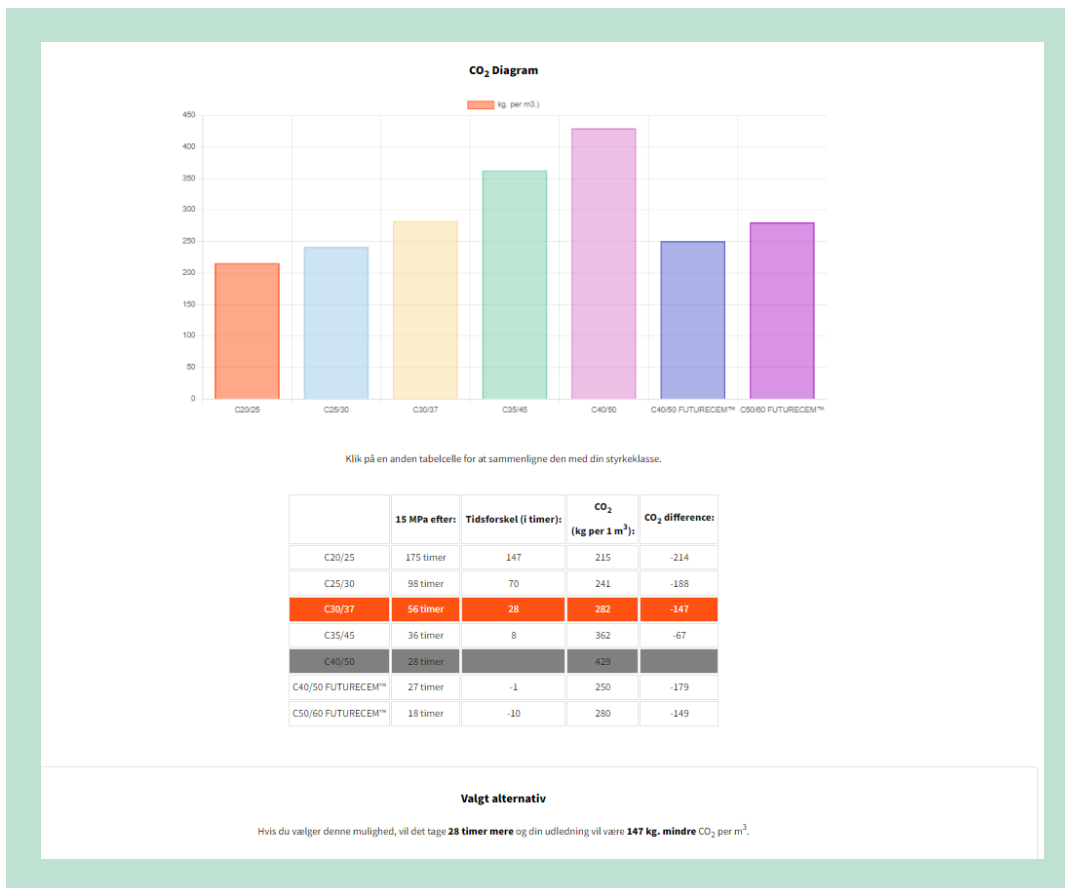 CO₂ Diagram
kg. per m3.)
450
400
350
300
250
200
150
100
50
0
C20/25 C25/30 C30/37 C35/45 C40/50 C40/50 FUTURECEM™ C50/60 FUTURECEM™
Klik på en anden tabelcelle for at sammenligne den med din styrkeklasse.
15 MPa efter: Tidsforskel (i timer): CO₂ (kg per 1 m³): CO₂ difference:
C20/25 175 timer 147 215 -214
C25/30 98 timer 70 241 -188
C30/37 56 timer 28 282 -147
C35/45 36 timer 8 362 -67
C40/50 28 timer 429
C40/50 FUTURECEM™ 27 timer -1 250 -179
C50/60 FUTURECEM™ 18 timer -10 280 -149
Valgt alternativ
Hvis du vælger denne mulighed, vil det tage 28 timer mere og din udledning vil være 147 kg. mindre CO₂ per m³.